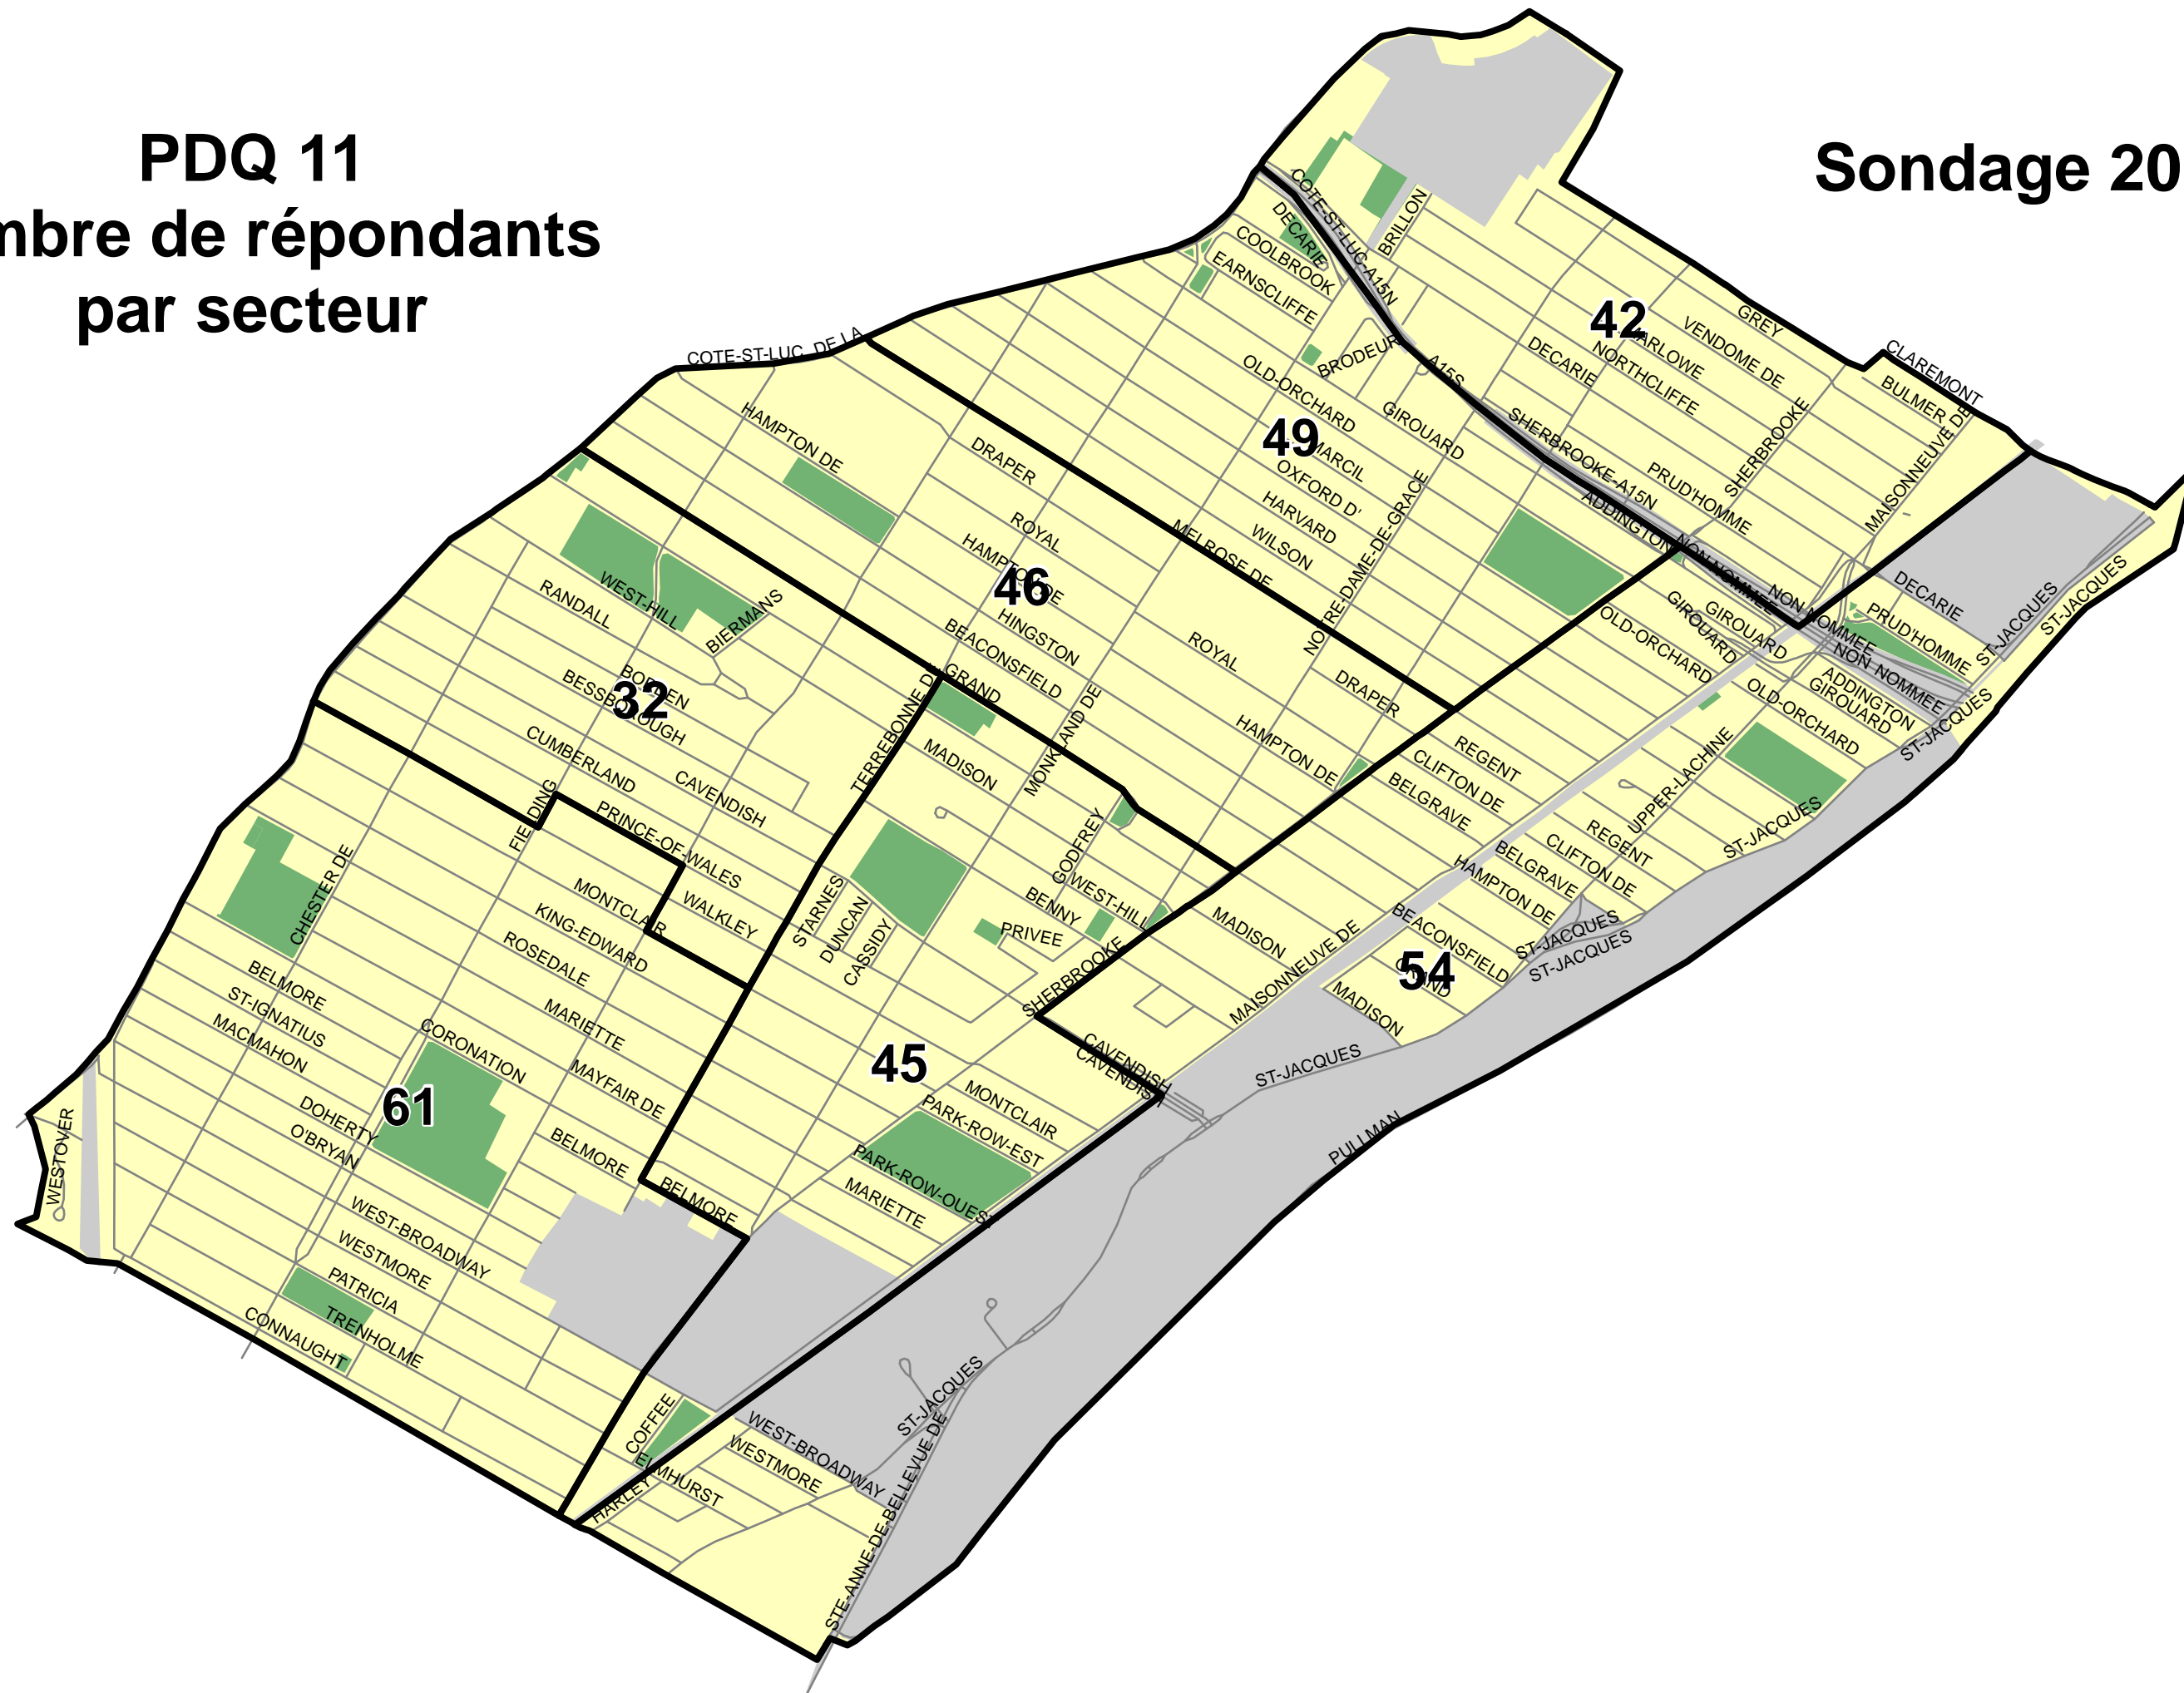 PDQ 11
mbre de répondants
par secteur
Sondage 20
COTE-ST-LUC-A15N
DECARIE
COOLBROOK
EARNSCLIFFE
BRILLON
BRODEUR
A15S
42
GREY
VENDOME DE
MARLOWE
NORTHCLIFFE
DECARIE
CLAREMONT
BULMER
MAISONNEUVE DE
SHERBROOKE
PRUD'HOMME
SHERBROOKE-A15N
ADDINGTON
COTE-ST-LUC DE LA
HAMPTON DE
DRAPER
ROYAL
HAMPTON DE
46
HINGSTON
BEACONSFIELD
GRAND
OLD-ORCHARD
GIROUARD
49
MARCIL
OXFORD D'
HARVARD
WILSON
MELROSE DE
NOTRE-DAME-DE-GRACE
ROYAL
DRAPER
HAMPTON DE
WEST-HILL
BIERMANS
RANDALL
BORDEN
32
BESSBOROUGH
CUMBERLAND
CAVENDISH
PRINCE-OF-WALES
WALKLEY
FIELDING
TERREBONNE DE
MADISON
MONKLAND DE
GODFREY
WEST-HILL
BENNY
PRIVEE
STARNES
DUNCAN
CASSIDY
SHERBROOKE
NON NOMMEE
NON NOMMEE
NON NOMMEE
GIROUARD
GIROUARD
DECARIE
PRUD'HOMME
ST-JACQUES
ST-JACQUES
ADDINGTON
GIROUARD
ST-JACQUES
OLD-ORCHARD
OLD-ORCHARD
UPPER-LACHINE
ST-JACQUES
REGENT
CLIFTON DE
BELGRAVE
REGENT
CLIFTON DE
BELGRAVE
HAMPTON DE
BEACONSFIELD
54
GRAND
MADISON
MADISON
MAISONNEUVE DE
ST-JACQUES
ST-JACQUES
ST-JACQUES
PULLMAN
CAVENDISH
CAVENDISH
CHESTER DE
MONTCLAIR
KING-EDWARD
ROSEDALE
MARIETTE
MAYFAIR DE
BELMORE
ST-IGNATIUS
MACMAHON
CORONATION
61
DOHERTY
O'BRYAN
BELMORE
BELMORE
WESTOVER
WEST-BROADWAY
WESTMORE
PATRICIA
TRENHOLME
CONNAUGHT
45
MONTCLAIR
PARK-ROW-EST
PARK-ROW-OUEST
MARIETTE
COFFEE
ELMHURST
HARLEY
WEST-BROADWAY
WESTMORE
ST-JACQUES
STE-ANNE-DE-BELLEVUE DE